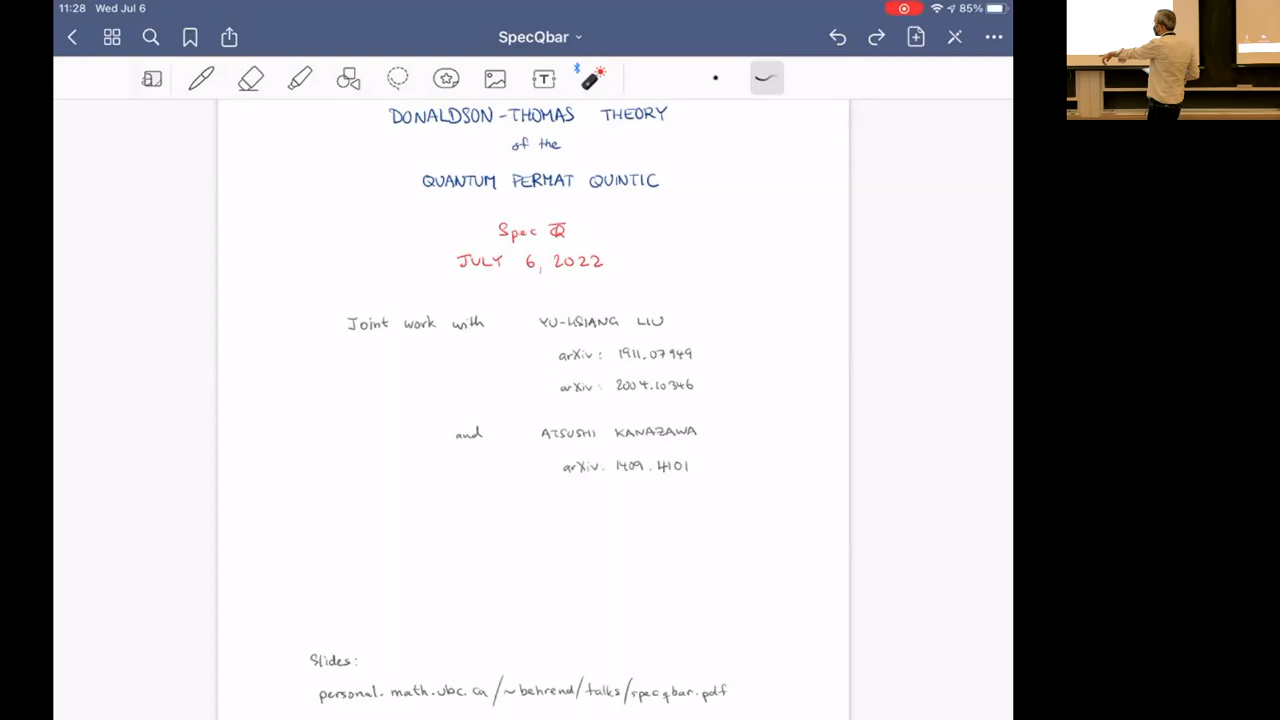 11:28 Wed Jul 6
85%
SpecQbar
DONALDSON-THOMAS THEORY
of the
QUANTUM FERMAT QUINTIC
Spec Q̅
JULY 6, 2022
Joint work with YU-HSIANG LIU
arXiv: 1911.07949
arXiv: 2004.10346
and ATSUSHI KANAZAWA
arXiv. 1409.4101
Slides:
personal.math.ubc.ca/~behrend/talks/specqbar.pdf